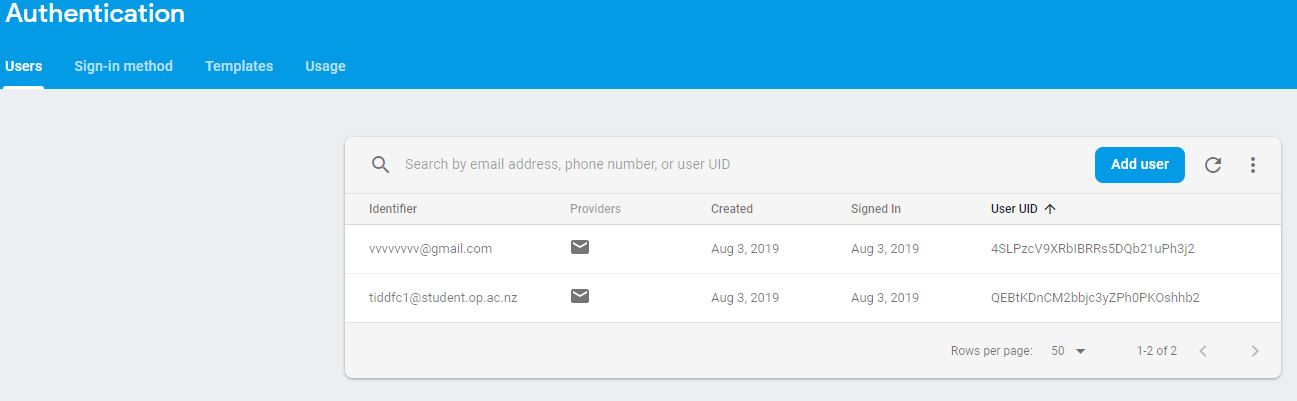 Authentication
Users Sign-in method Templates Usage
Search by email address, phone number, or user UID Add user
Identifier Providers Created Signed In User UID
vvvvvvvv@gmail.com Aug 3, 2019 Aug 3, 2019 4SLPzcV9XRbIBRRs5DQb21uPh3j2
tiddfc1@student.op.ac.nz Aug 3, 2019 Aug 3, 2019 QEBtKDnCM2bbjc3yZPh0PKOshhb2
Rows per page: 50 1-2 of 2